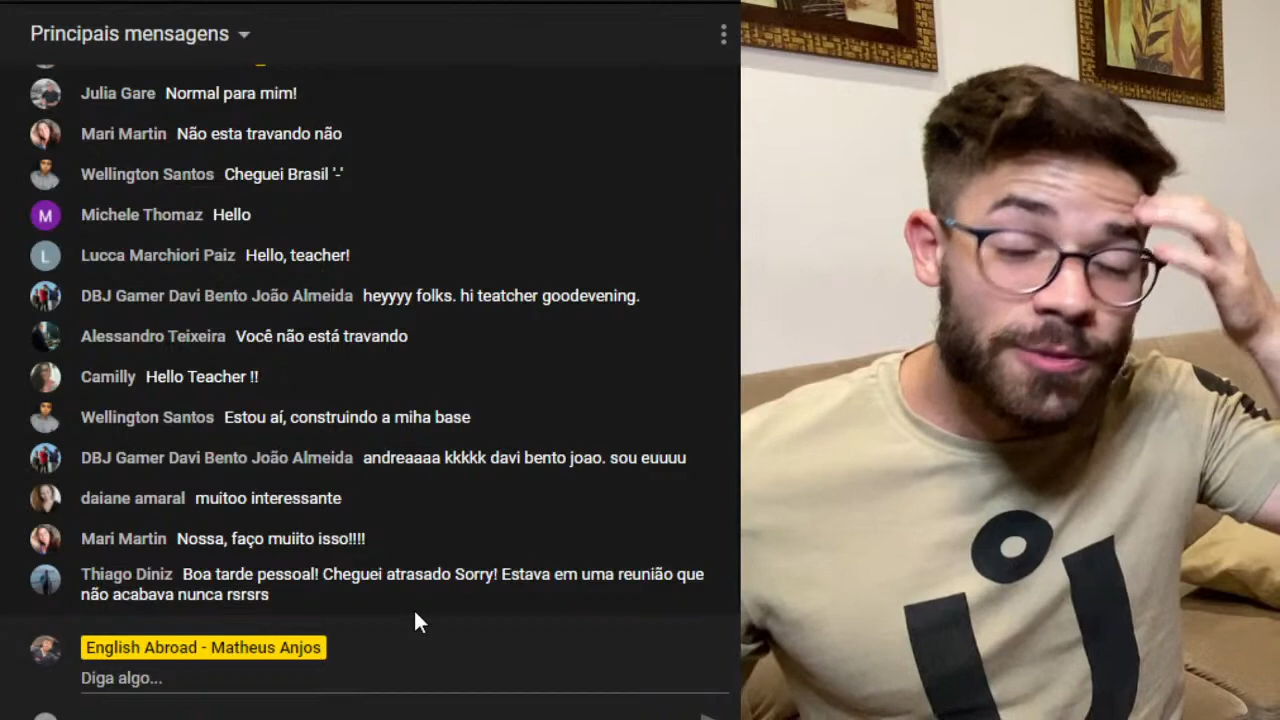 Principais mensagens
Julia Gare Normal para mim!
Mari Martin Não esta travando não
Wellington Santos Cheguei Brasil '-'
M Michele Thomaz Hello
L Lucca Marchiori Paiz Hello, teacher!
DBJ Gamer Davi Bento João Almeida heyyyy folks. hi teatcher goodevening.
Alessandro Teixeira Você não está travando
Camilly Hello Teacher !!
Wellington Santos Estou aí, construindo a miha base
DBJ Gamer Davi Bento João Almeida andreaaaa kkkkk davi bento joao. sou euuuu
daiane amaral muitoo interessante
Mari Martin Nossa, faço muiito isso!!!!
Thiago Diniz Boa tarde pessoal! Cheguei atrasado Sorry! Estava em uma reunião que
não acabava nunca rsrsrs
English Abroad - Matheus Anjos
Diga algo...